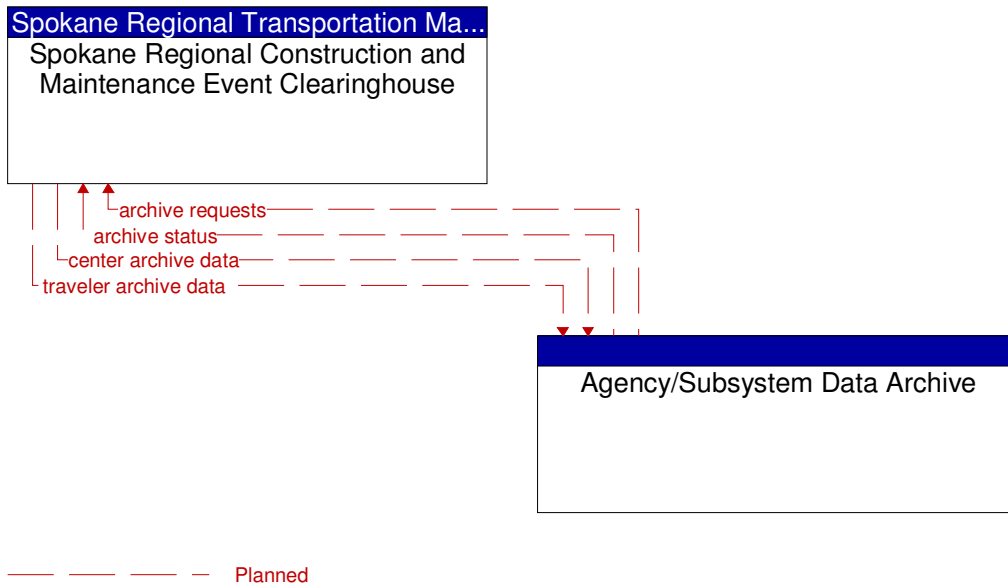 Spokane Regional Transportation Ma...
Spokane Regional Construction and
Maintenance Event Clearinghouse
archive requests
archive status
center archive data
traveler archive data
Agency/Subsystem Data Archive
Planned